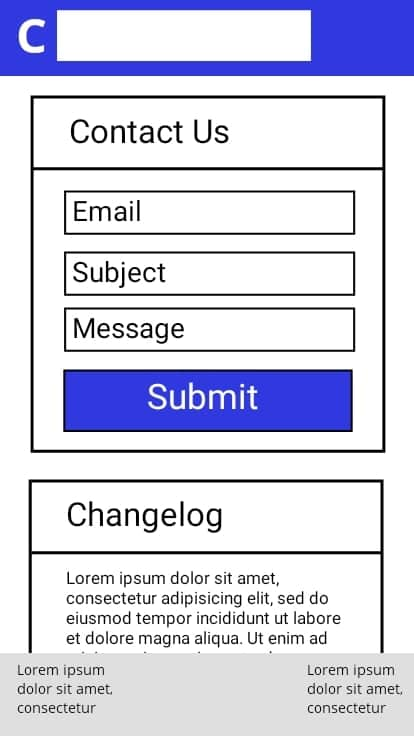 C
Contact Us
Email
Subject
Message
Submit
Changelog
Lorem ipsum dolor sit amet,
consectetur adipisicing elit, sed do
eiusmod tempor incididunt ut labore
et dolore magna aliqua. Ut enim ad
Lorem ipsum
dolor sit amet,
consectetur
Lorem ipsum
dolor sit amet,
consectetur